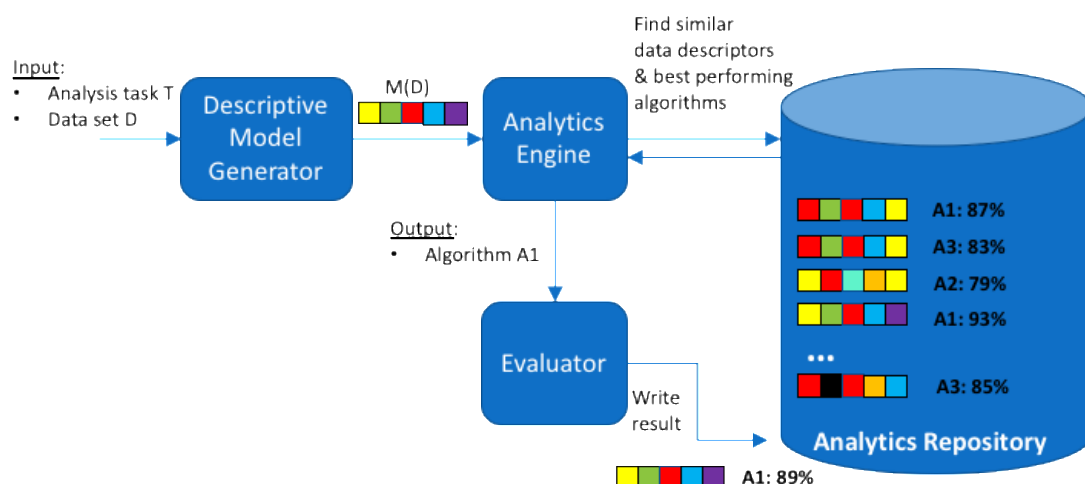 Input:
• Analysis task T
• Data set D
Descriptive
Model
Generator
M(D)
Analytics
Engine
Find similar
data descriptors
& best performing
algorithms
Output:
• Algorithm A1
Evaluator
Write
result
A1: 89%
A1: 87%
A3: 83%
A2: 79%
A1: 93%
...
A3: 85%
Analytics Repository